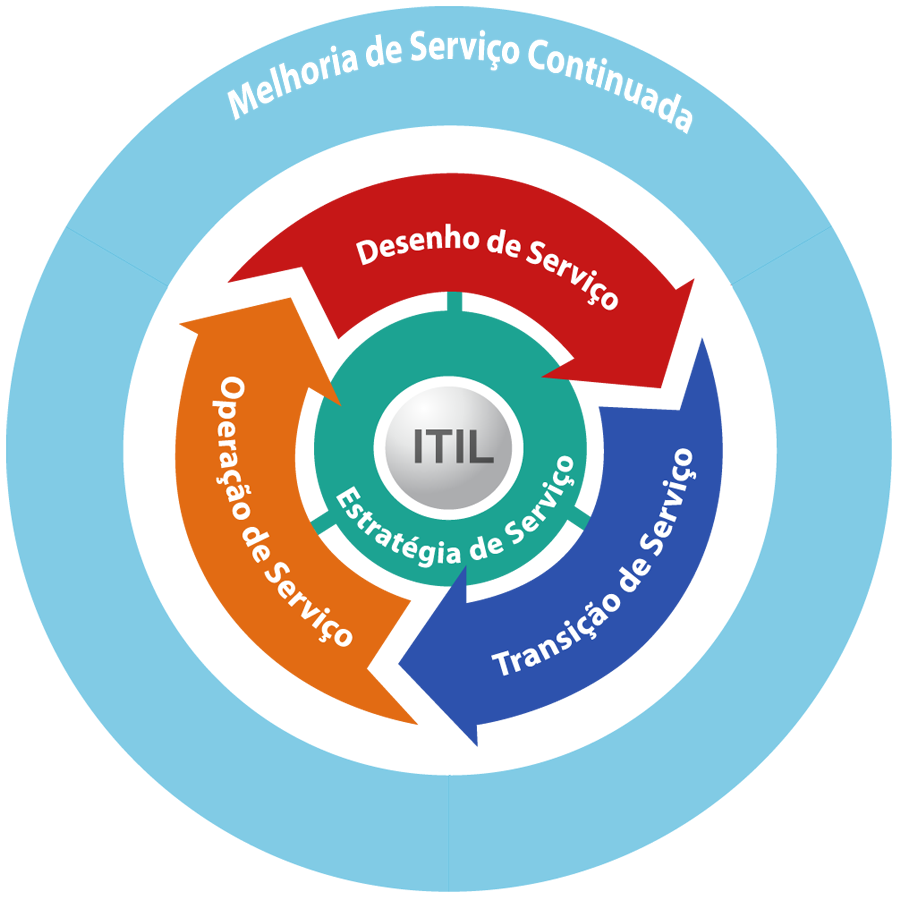 Melhoria de Serviço Continuada
Desenho de Serviço
Transição de Serviço
Operação de Serviço
Estratégia de Serviço
ITIL